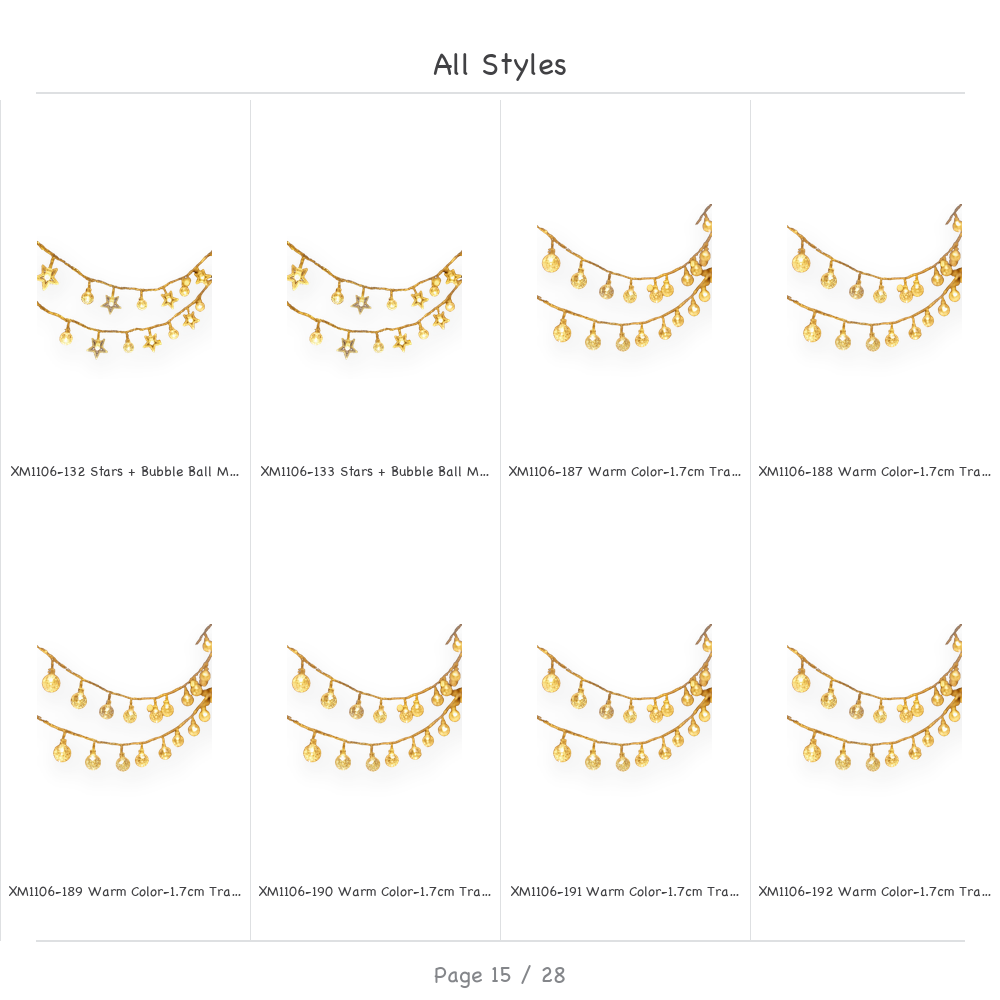 All Styles
XM1106-132 Stars + Bubble Ball M...
XM1106-133 Stars + Bubble Ball M...
XM1106-187 Warm Color-1.7cm Tra...
XM1106-188 Warm Color-1.7cm Tra...
XM1106-189 Warm Color-1.7cm Tra...
XM1106-190 Warm Color-1.7cm Tra...
XM1106-191 Warm Color-1.7cm Tra...
XM1106-192 Warm Color-1.7cm Tra...
Page 15 / 28